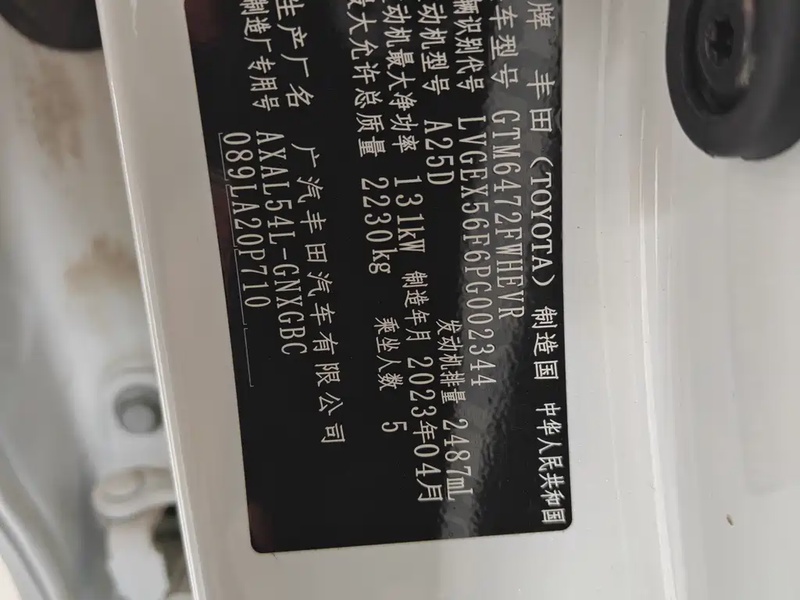 牌 丰田(TOYOTA) 制造国 中华人民共和国
车型号 GTM6472FWHEVR
辆识别代号 LVGEX56F6PG002344
动机型号 A25D 发动机排量 2487mL
动机最大净功率 131kW 制造年月 2023年04月
最大允许总质量 2230kg 乘坐人数 5
生产厂名 广汽丰田汽车有限公司
制造厂专用号 AXAL54L-GNXGBC
089LA20P710